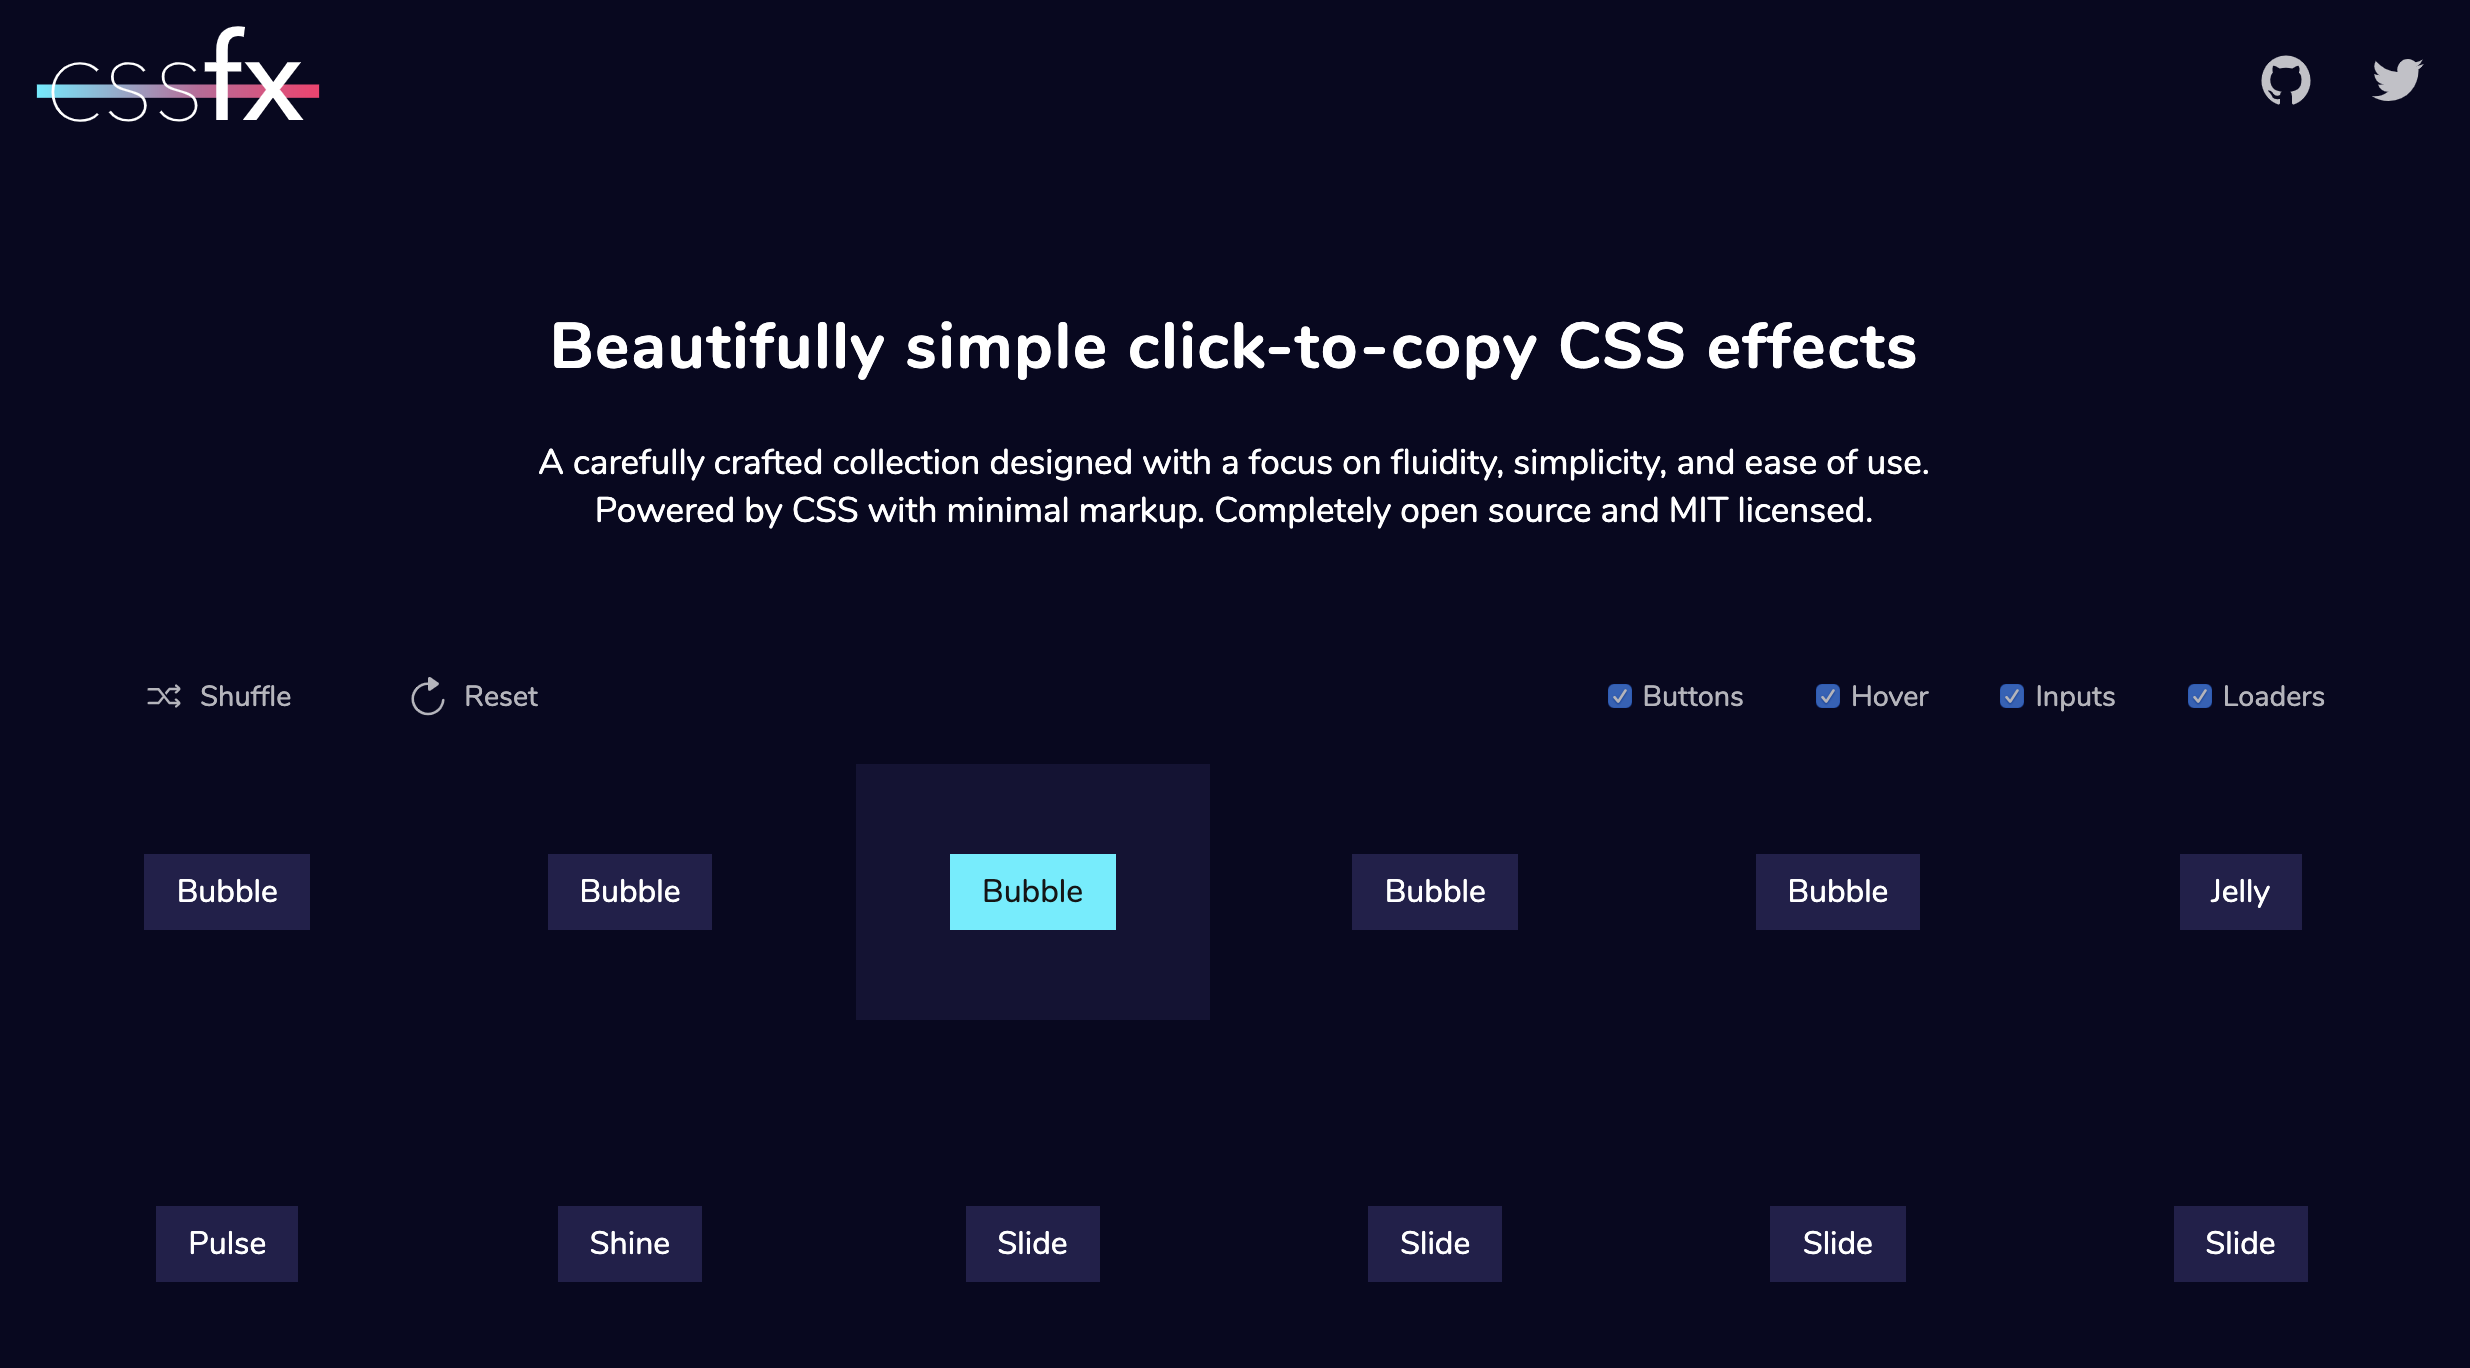 cssfx
Beautifully simple click-to-copy CSS effects
A carefully crafted collection designed with a focus on fluidity, simplicity, and ease of use.
Powered by CSS with minimal markup. Completely open source and MIT licensed.
Shuffle Reset Buttons Hover Inputs Loaders
Bubble Bubble Bubble Bubble Bubble Jelly
Pulse Shine Slide Slide Slide Slide